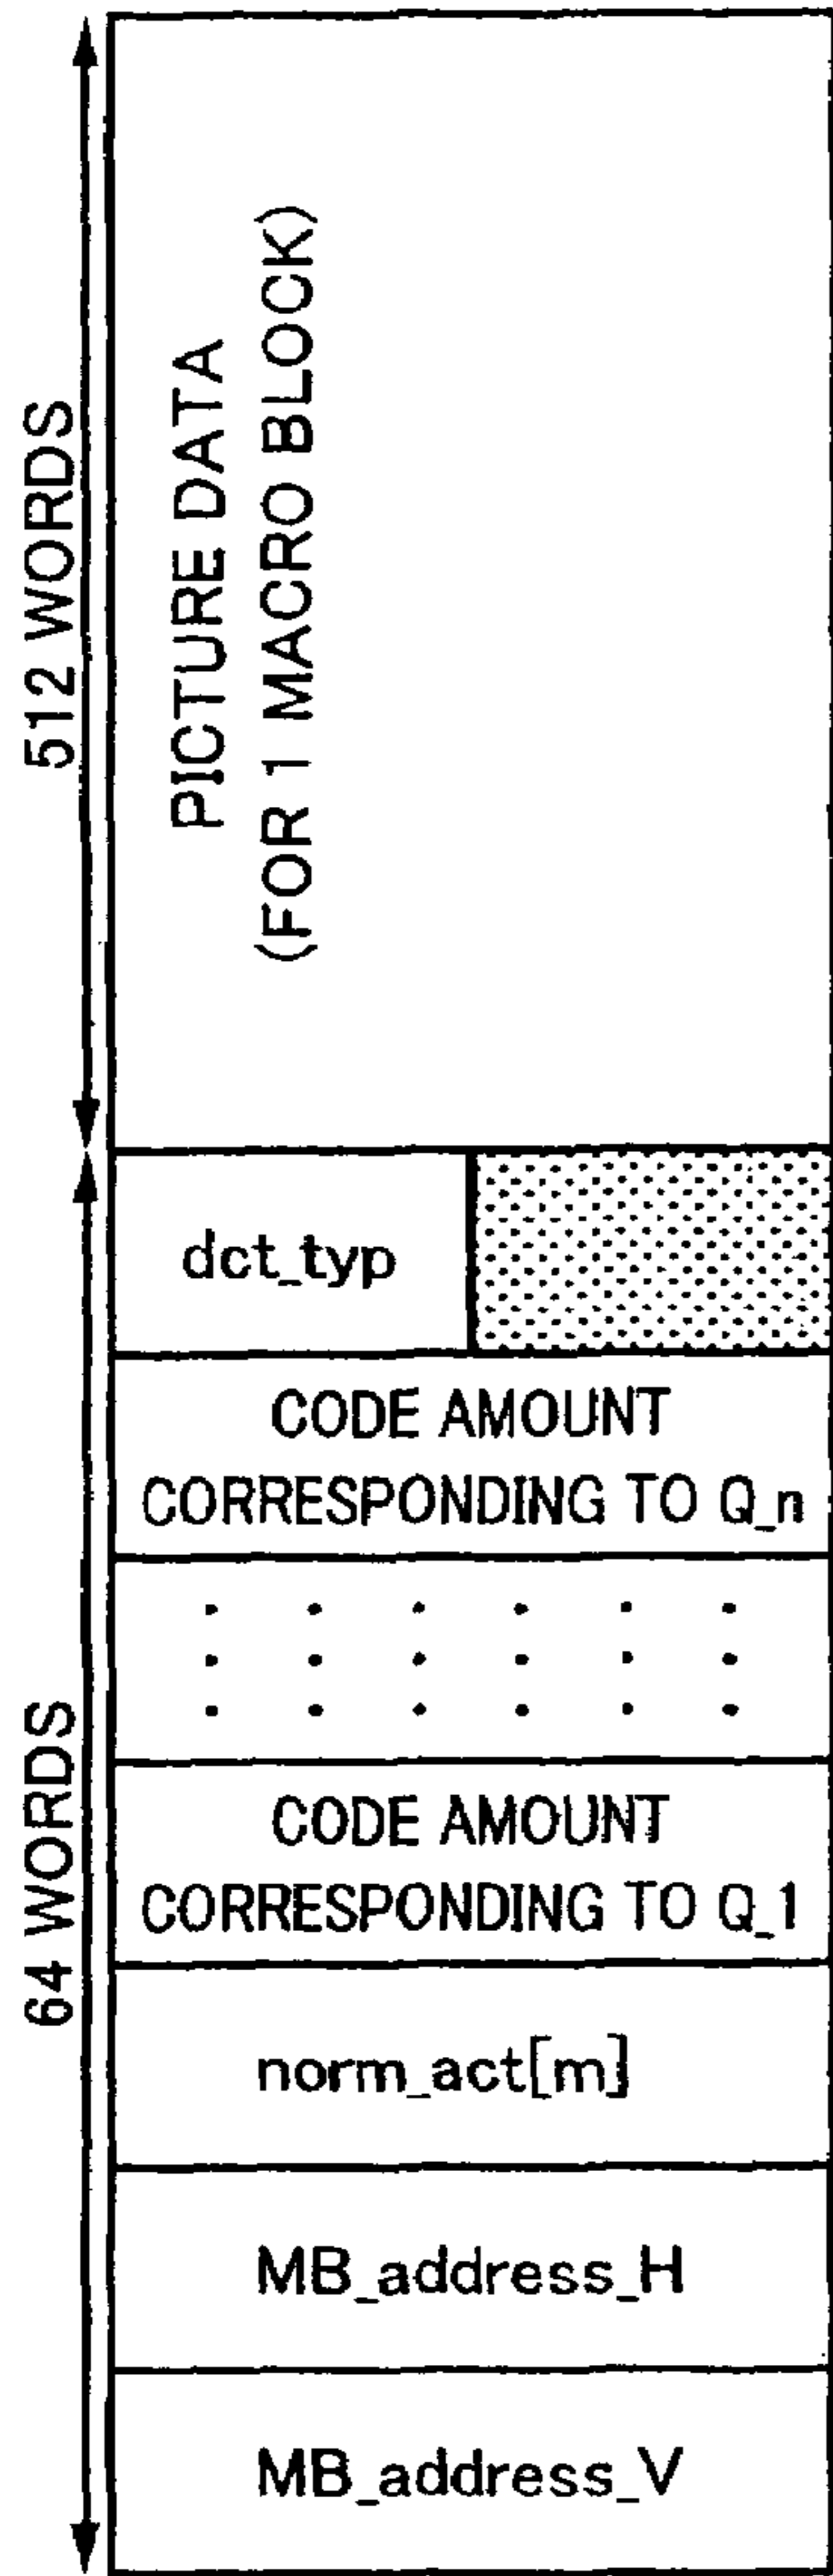 512 WORDS
PICTURE DATA
(FOR 1 MACRO BLOCK)
64 WORDS
dct_typ
CODE AMOUNT
CORRESPONDING TO Q_n
CODE AMOUNT
CORRESPONDING TO Q_1
norm_act[m]
MB_address_H
MB_address_V